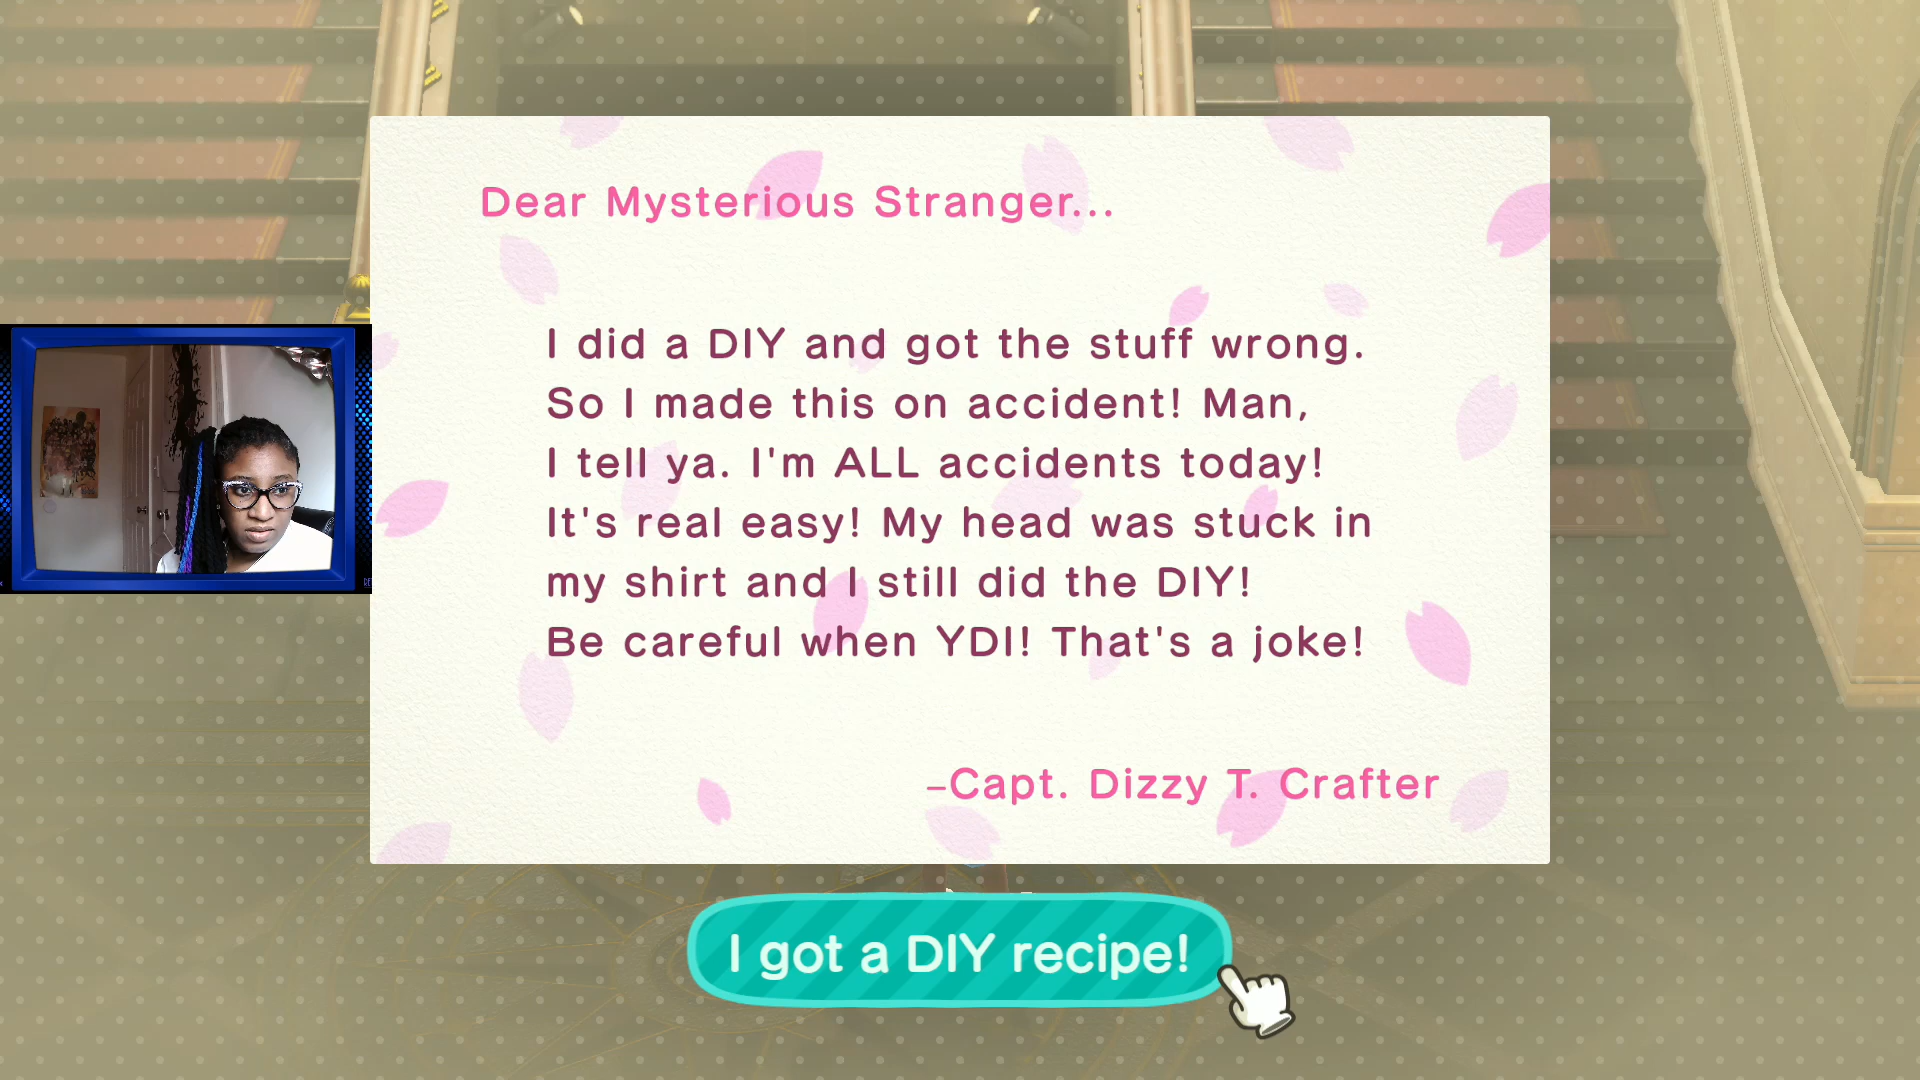 Dear Mysterious Stranger...
I did a DIY and got the stuff wrong.
So I made this on accident! Man,
I tell ya. I'm ALL accidents today!
It's real easy! My head was stuck in
my shirt and I still did the DIY!
Be careful when YDI! That's a joke!
–Capt. Dizzy T. Crafter
I got a DIY recipe!